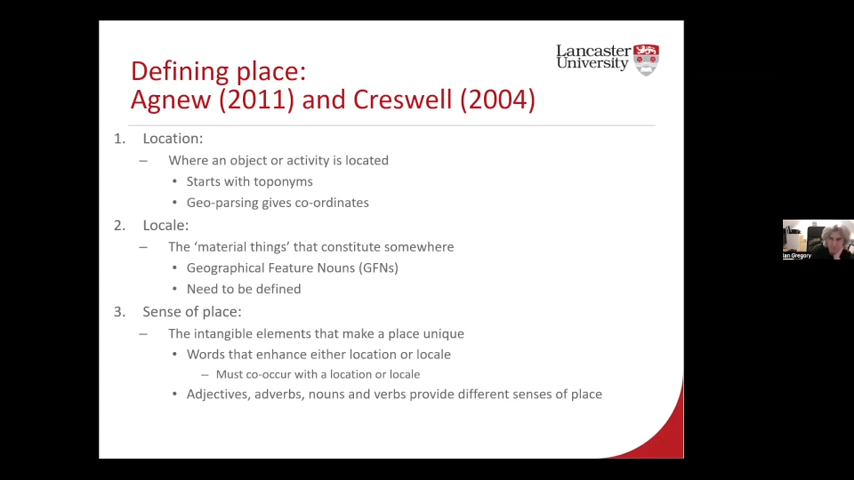 Lancaster
University
Defining place:
Agnew (2011) and Creswell (2004)
1. Location:
– Where an object or activity is located
• Starts with toponyms
• Geo-parsing gives co-ordinates
2. Locale:
– The ‘material things’ that constitute somewhere
• Geographical Feature Nouns (GFNs)
• Need to be defined
3. Sense of place:
– The intangible elements that make a place unique
• Words that enhance either location or locale
– Must co-occur with a location or locale
• Adjectives, adverbs, nouns and verbs provide different senses of place
Ian Gregory